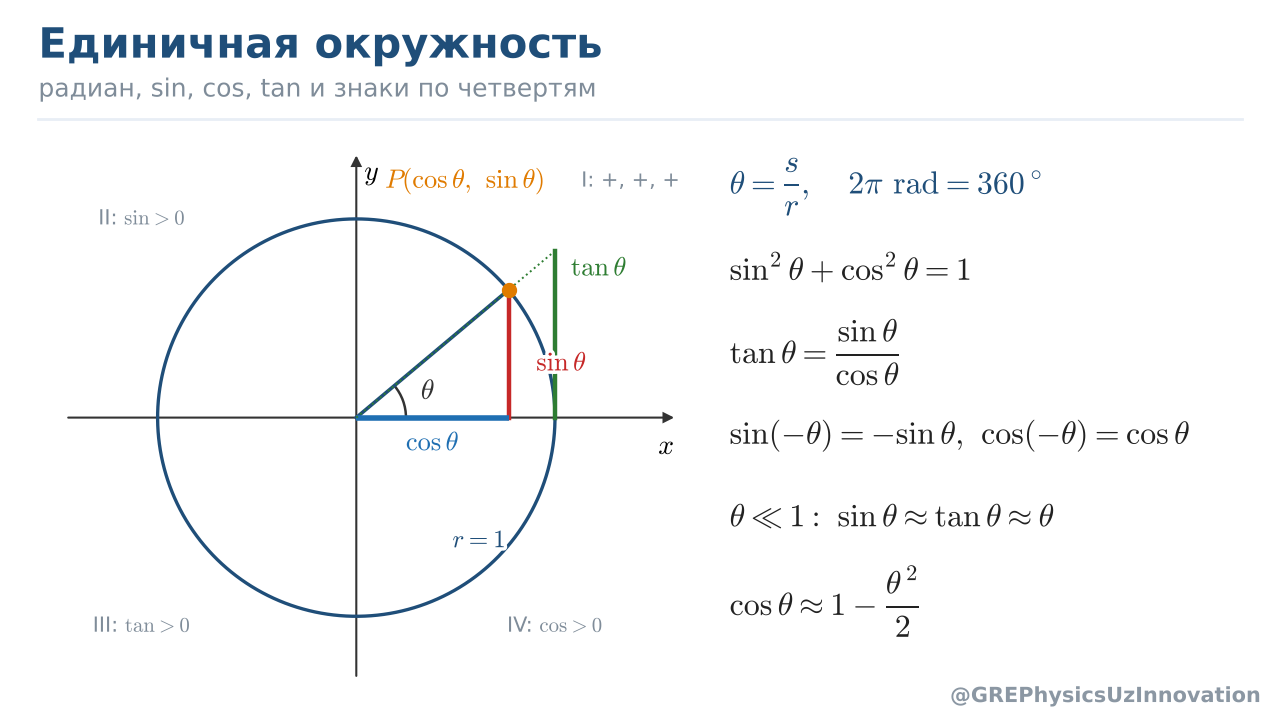 Единичная окружность
радиан, sin, cos, tan и знаки по четвертям
y
P(cos θ, sin θ)
I: +, +, +
II: sin > 0
tan θ
sin θ
θ
cos θ
x
r = 1
III: tan > 0
IV: cos > 0
θ = s/r, 2π rad = 360°
sin² θ + cos² θ = 1
tan θ = sin θ / cos θ
sin(−θ) = −sin θ, cos(−θ) = cos θ
θ ≪ 1 : sin θ ≈ tan θ ≈ θ
cos θ ≈ 1 − θ²/2
@GREPhysicsUzInnovation